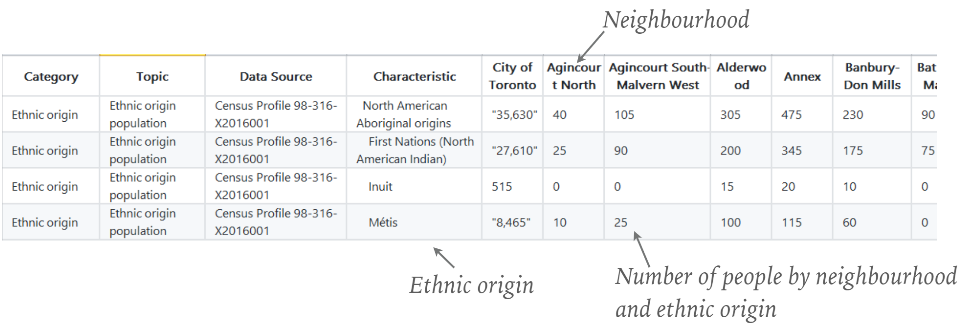 Neighbourhood
Category Topic Data Source Characteristic City of Toronto Agincour t North Agincourt South- Malvern West Alderwo od Annex Banbury- Don Mills Bat Ma
Ethnic origin Ethnic origin population Census Profile 98-316- X2016001 North American Aboriginal origins "35,630" 40 105 305 475 230 90
Ethnic origin Ethnic origin population Census Profile 98-316- X2016001 First Nations (North American Indian) "27,610" 25 90 200 345 175 75
Ethnic origin Ethnic origin population Census Profile 98-316- X2016001 Inuit 515 0 0 15 20 10 0
Ethnic origin Ethnic origin population Census Profile 98-316- X2016001 Métis "8,465" 10 25 100 115 60 0
Ethnic origin
Number of people by neighbourhood
and ethnic origin